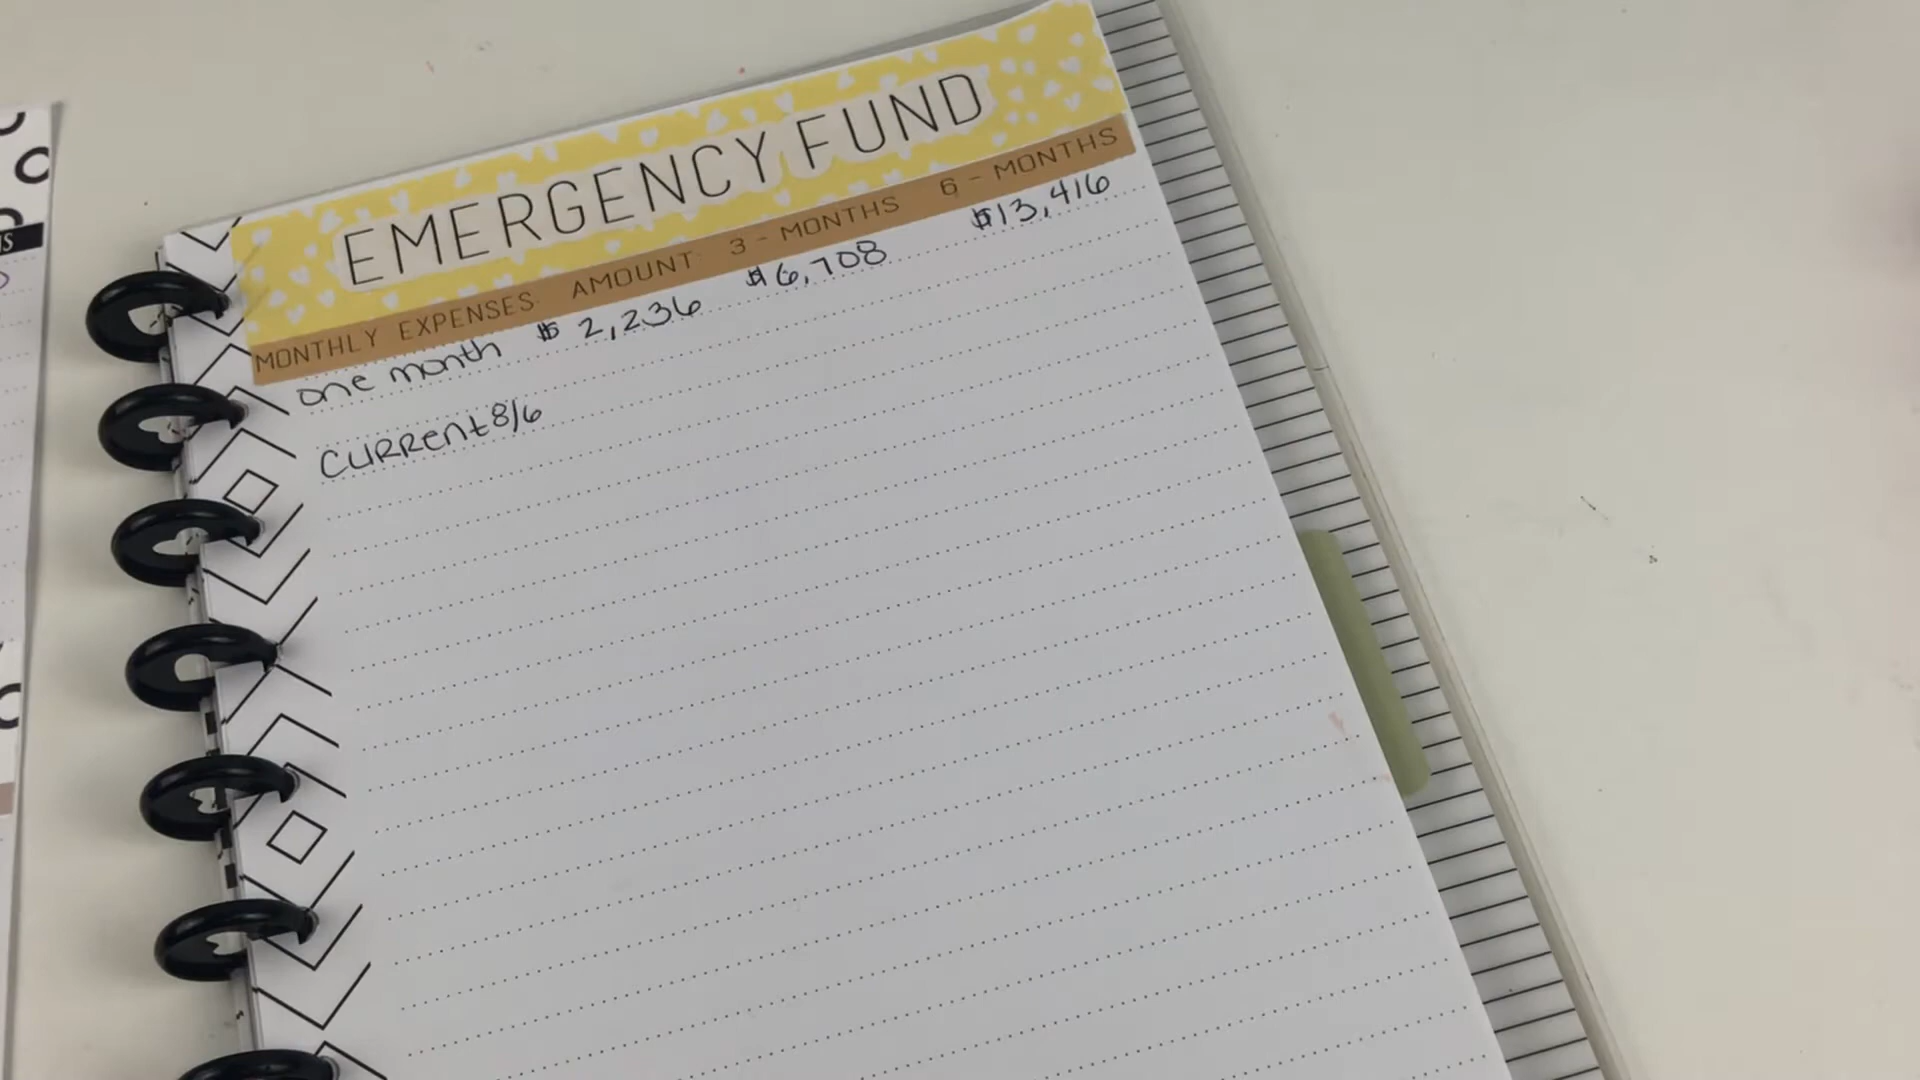 EMERGENCY FUND
MONTHLY EXPENSES: AMOUNT: 3 - MONTHS 6 - MONTHS
one month $ 2,236 $6,708 $13,416
CURRent 8/6